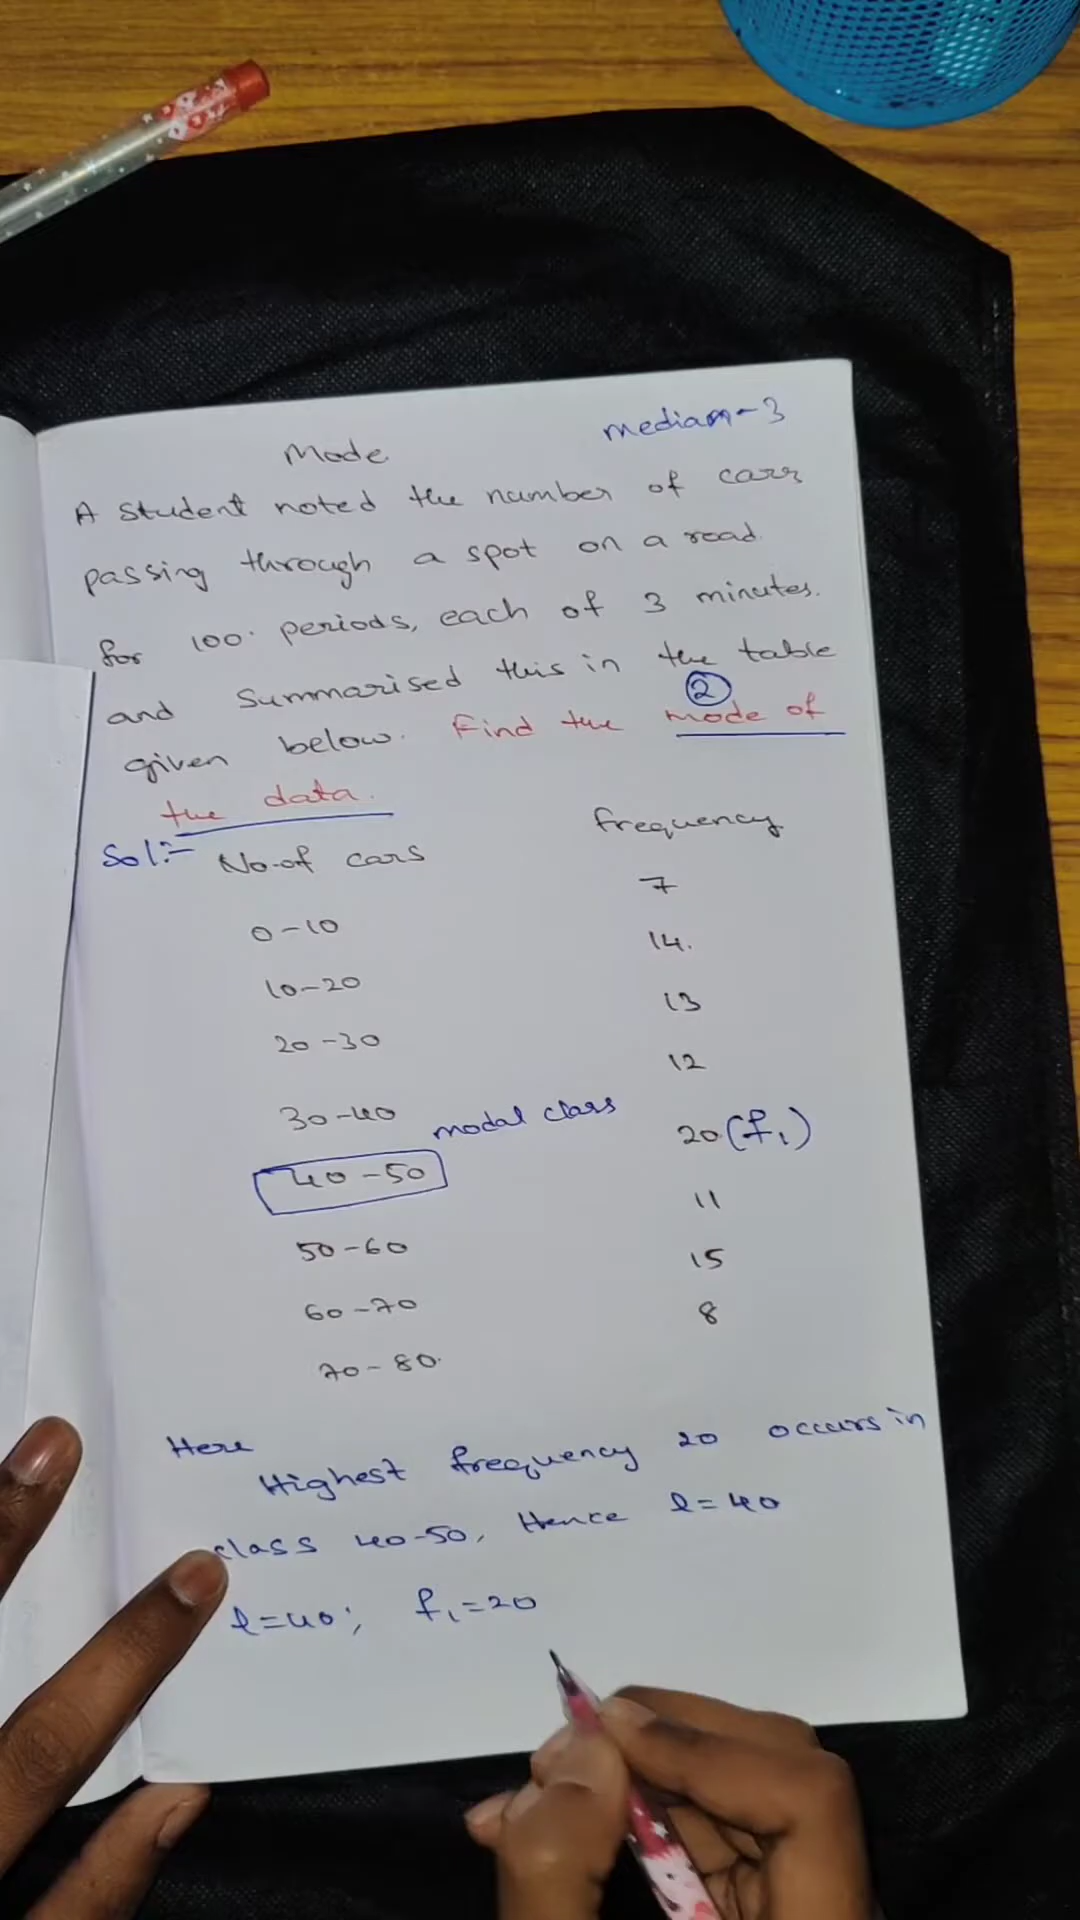 Mode
median-3
A student noted the number of cars
passing through a spot on a road.
for 100. periods, each of 3 minutes.
and Summarised this in the table
②
given below. Find the mode of
the data.
Sol:- No.of cars frequency
0-10 7
10-20 14.
20-30 13
30-40 12
modal class
40-50 20(f₁)
50-60 11
60-70 15
70-80. 8
Here
Highest frequency 20 occurs in
class 40-50, Hence l=40
l=40; f₁=20